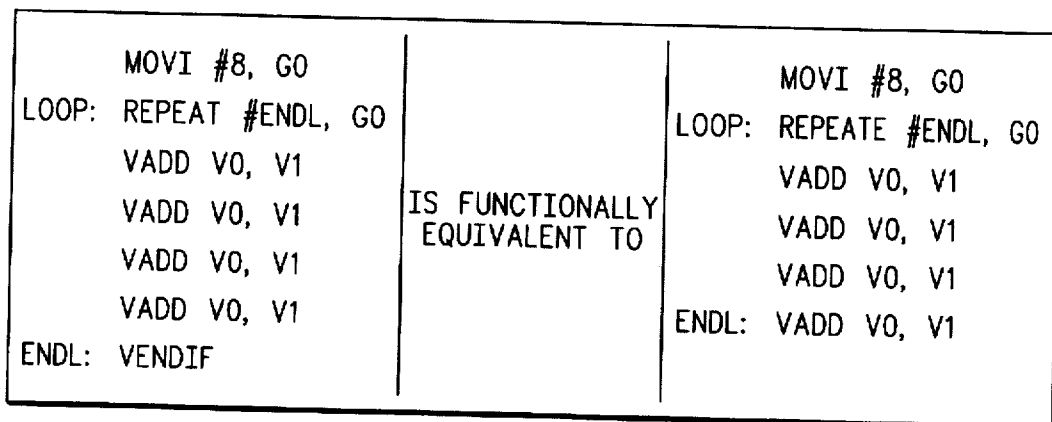 MOVI #8, G0
LOOP: REPEAT #ENDL, G0
VADD V0, V1
VADD V0, V1
VADD V0, V1
VADD V0, V1
ENDL: VENDIF
IS FUNCTIONALLY
EQUIVALENT TO
MOVI #8, G0
LOOP: REPEATE #ENDL, G0
VADD V0, V1
VADD V0, V1
VADD V0, V1
ENDL: VADD V0, V1